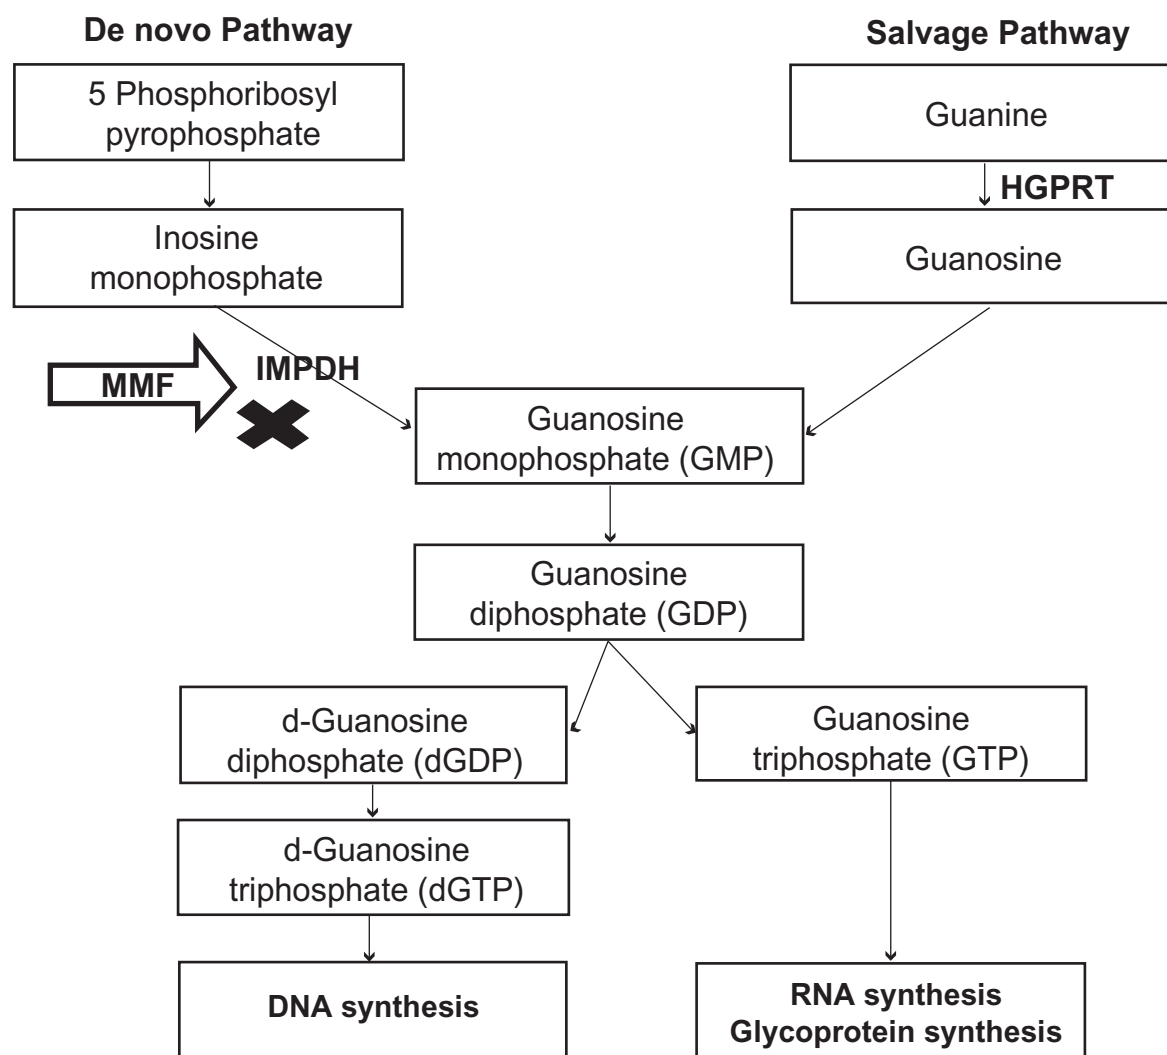 De novo Pathway
Salvage Pathway
5 Phosphoribosyl
pyrophosphate
Guanine
HGPRT
Inosine
monophosphate
Guanosine
MMF
IMPDH
Guanosine
monophosphate (GMP)
Guanosine
diphosphate (GDP)
d-Guanosine
diphosphate (dGDP)
Guanosine
triphosphate (GTP)
d-Guanosine
triphosphate (dGTP)
DNA synthesis
RNA synthesis
Glycoprotein synthesis